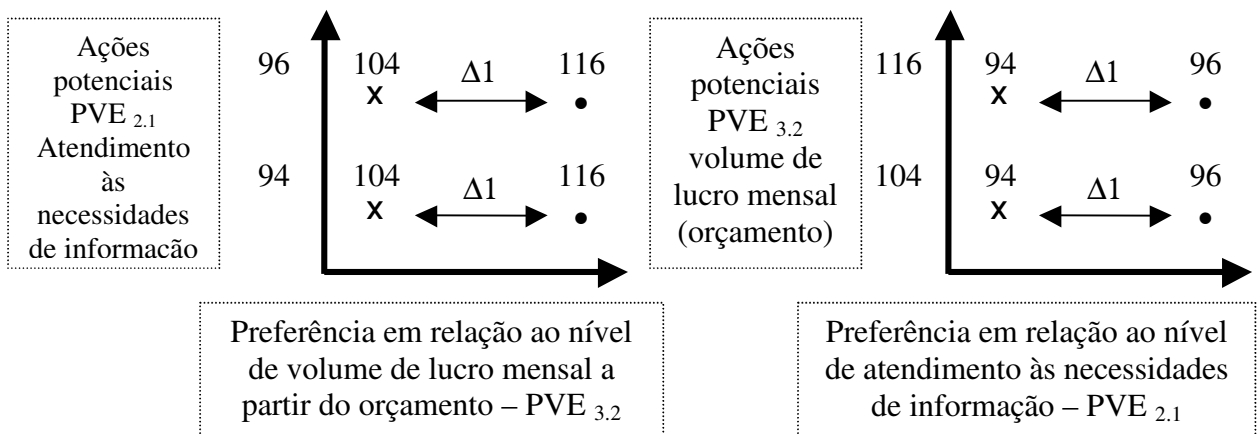 Ações
potenciais
PVE 2.1
Atendimento
às
necessidades
de informacão
96
104
Δ1
116
x
•
94
104
Δ1
116
x
•
Preferência em relação ao nível
de volume de lucro mensal a
partir do orçamento – PVE 3.2
Ações
potenciais
PVE 3.2
volume de
lucro mensal
(orçamento)
116
94
Δ1
96
x
•
104
94
Δ1
96
x
•
Preferência em relação ao nível
de atendimento às necessidades
de informação – PVE 2.1